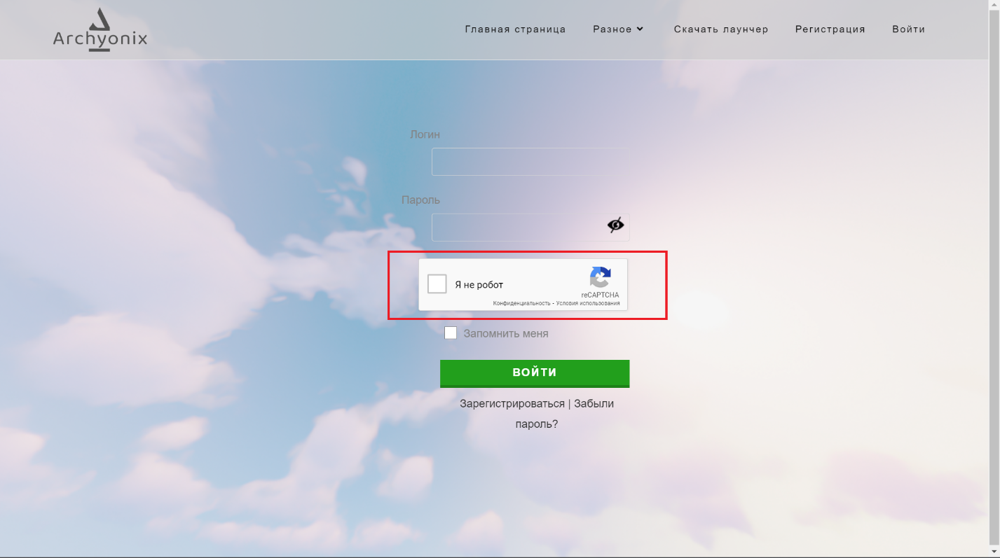 Archyonix
Главная страница Разное Скачать лаунчер Регистрация Войти
Логин
Пароль
Я не робот
reCAPTCHA
Конфиденциальность - Условия использования
Запомнить меня
ВОЙТИ
Зарегистрироваться | Забыли
пароль?